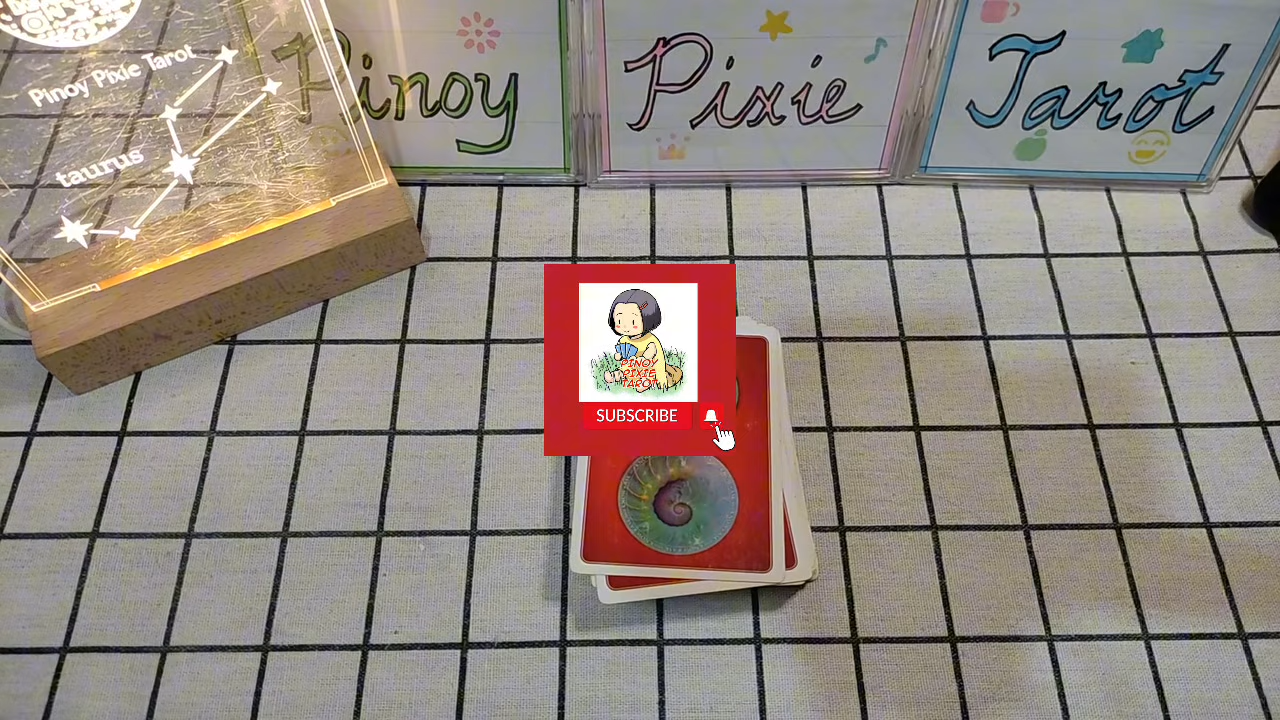 Pinoy Pixie Tarot
taurus
Pinoy
Pixie
Tarot
PINOY
PIXIE
TAROT
SUBSCRIBE